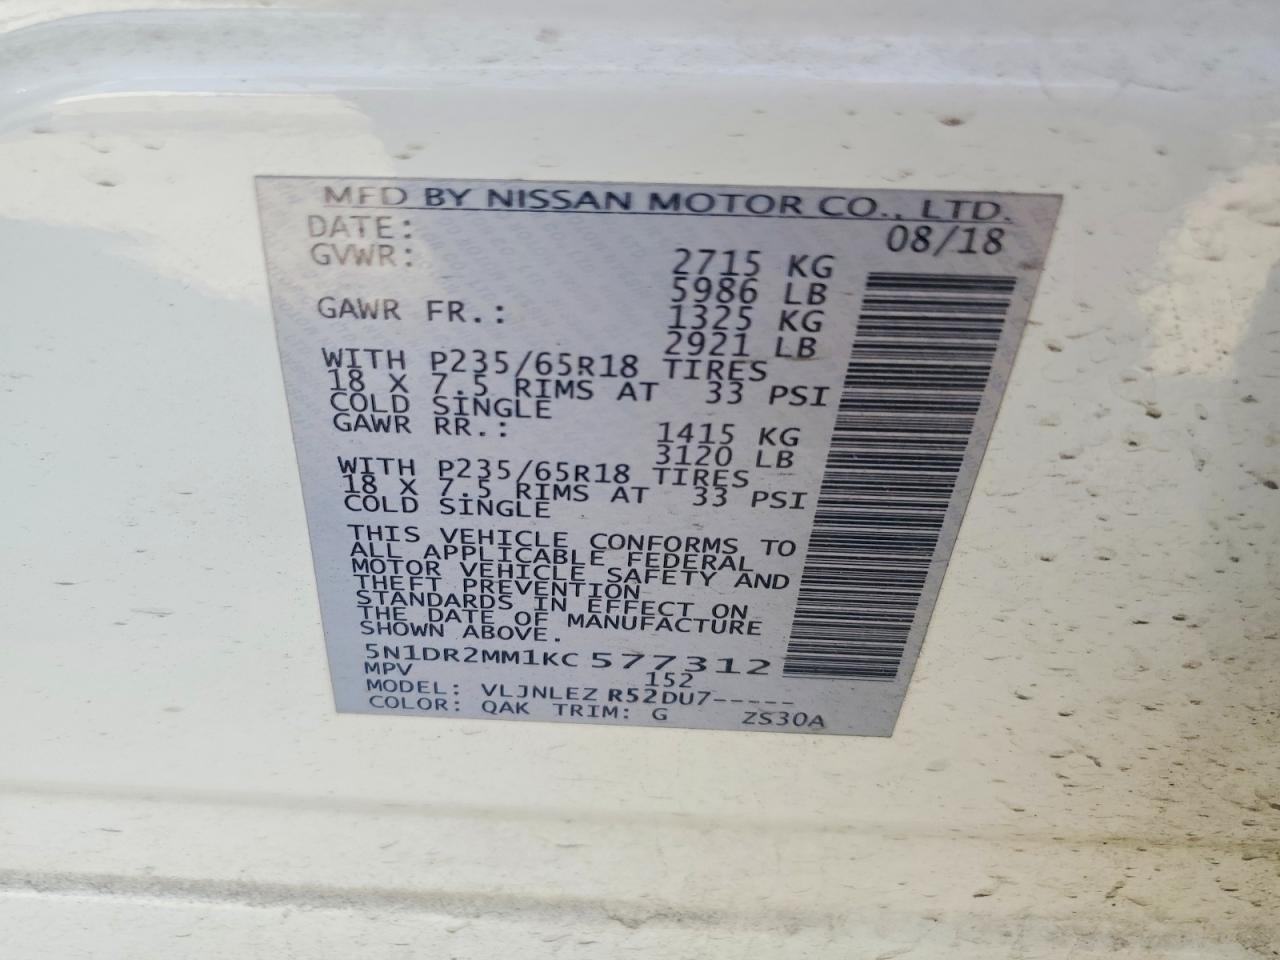 MFD BY NISSAN MOTOR CO., LTD.
DATE: 08/18
GVWR: 2715 KG
5986 LB
GAWR FR.: 1325 KG
2921 LB
WITH P235/65R18 TIRES
18 X 7.5 RIMS AT 33 PSI
COLD SINGLE
GAWR RR.: 1415 KG
3120 LB
WITH P235/65R18 TIRES
18 X 7.5 RIMS AT 33 PSI
COLD SINGLE
THIS VEHICLE CONFORMS TO
ALL APPLICABLE FEDERAL
MOTOR VEHICLE SAFETY AND
THEFT PREVENTION
STANDARDS IN EFFECT ON
THE DATE OF MANUFACTURE
SHOWN ABOVE.
5N1DR2MM1KC 577312
MPV 152
MODEL: VLJNLEZ R52DU7-----
COLOR: QAK TRIM: G ZS30A